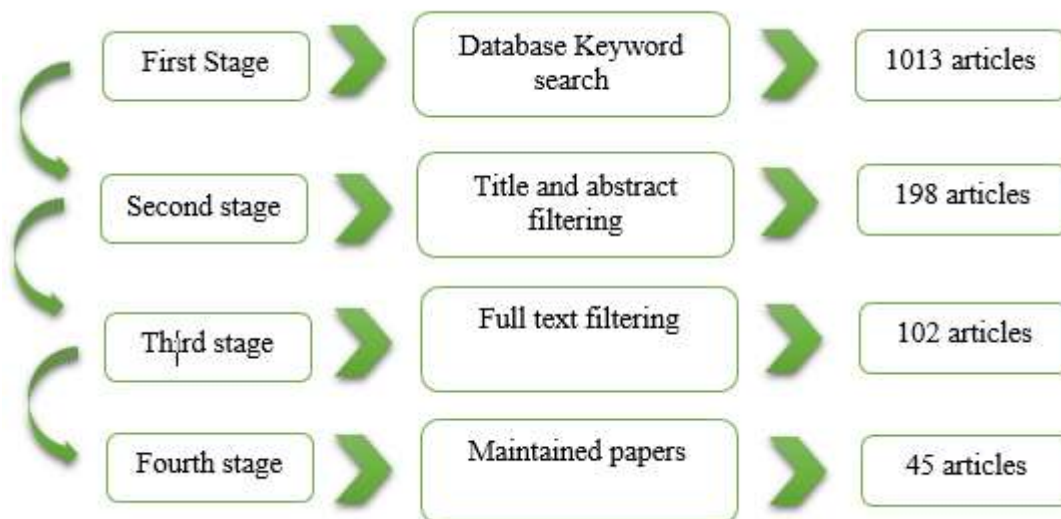 First Stage
Database Keyword
search
1013 articles
Second stage
Title and abstract
filtering
198 articles
Third stage
Full text filtering
102 articles
Fourth stage
Maintained papers
45 articles